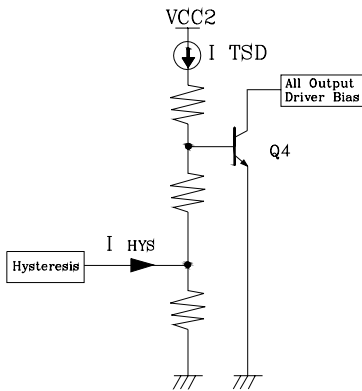 VCC2
I TSD
All Output
Driver Bias
Q4
I HYS
Hysteresis